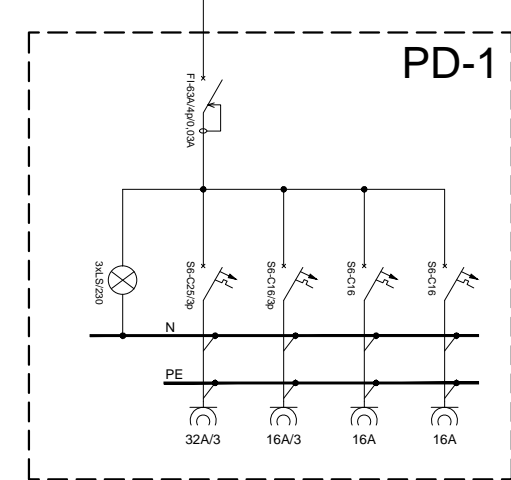 PD-1
FI-63A/4p/0,03A
3xLS/230
S6-C25/3p
S6-C16/3p
S6-C16
S6-C16
N
PE
32A/3
16A/3
16A
16A